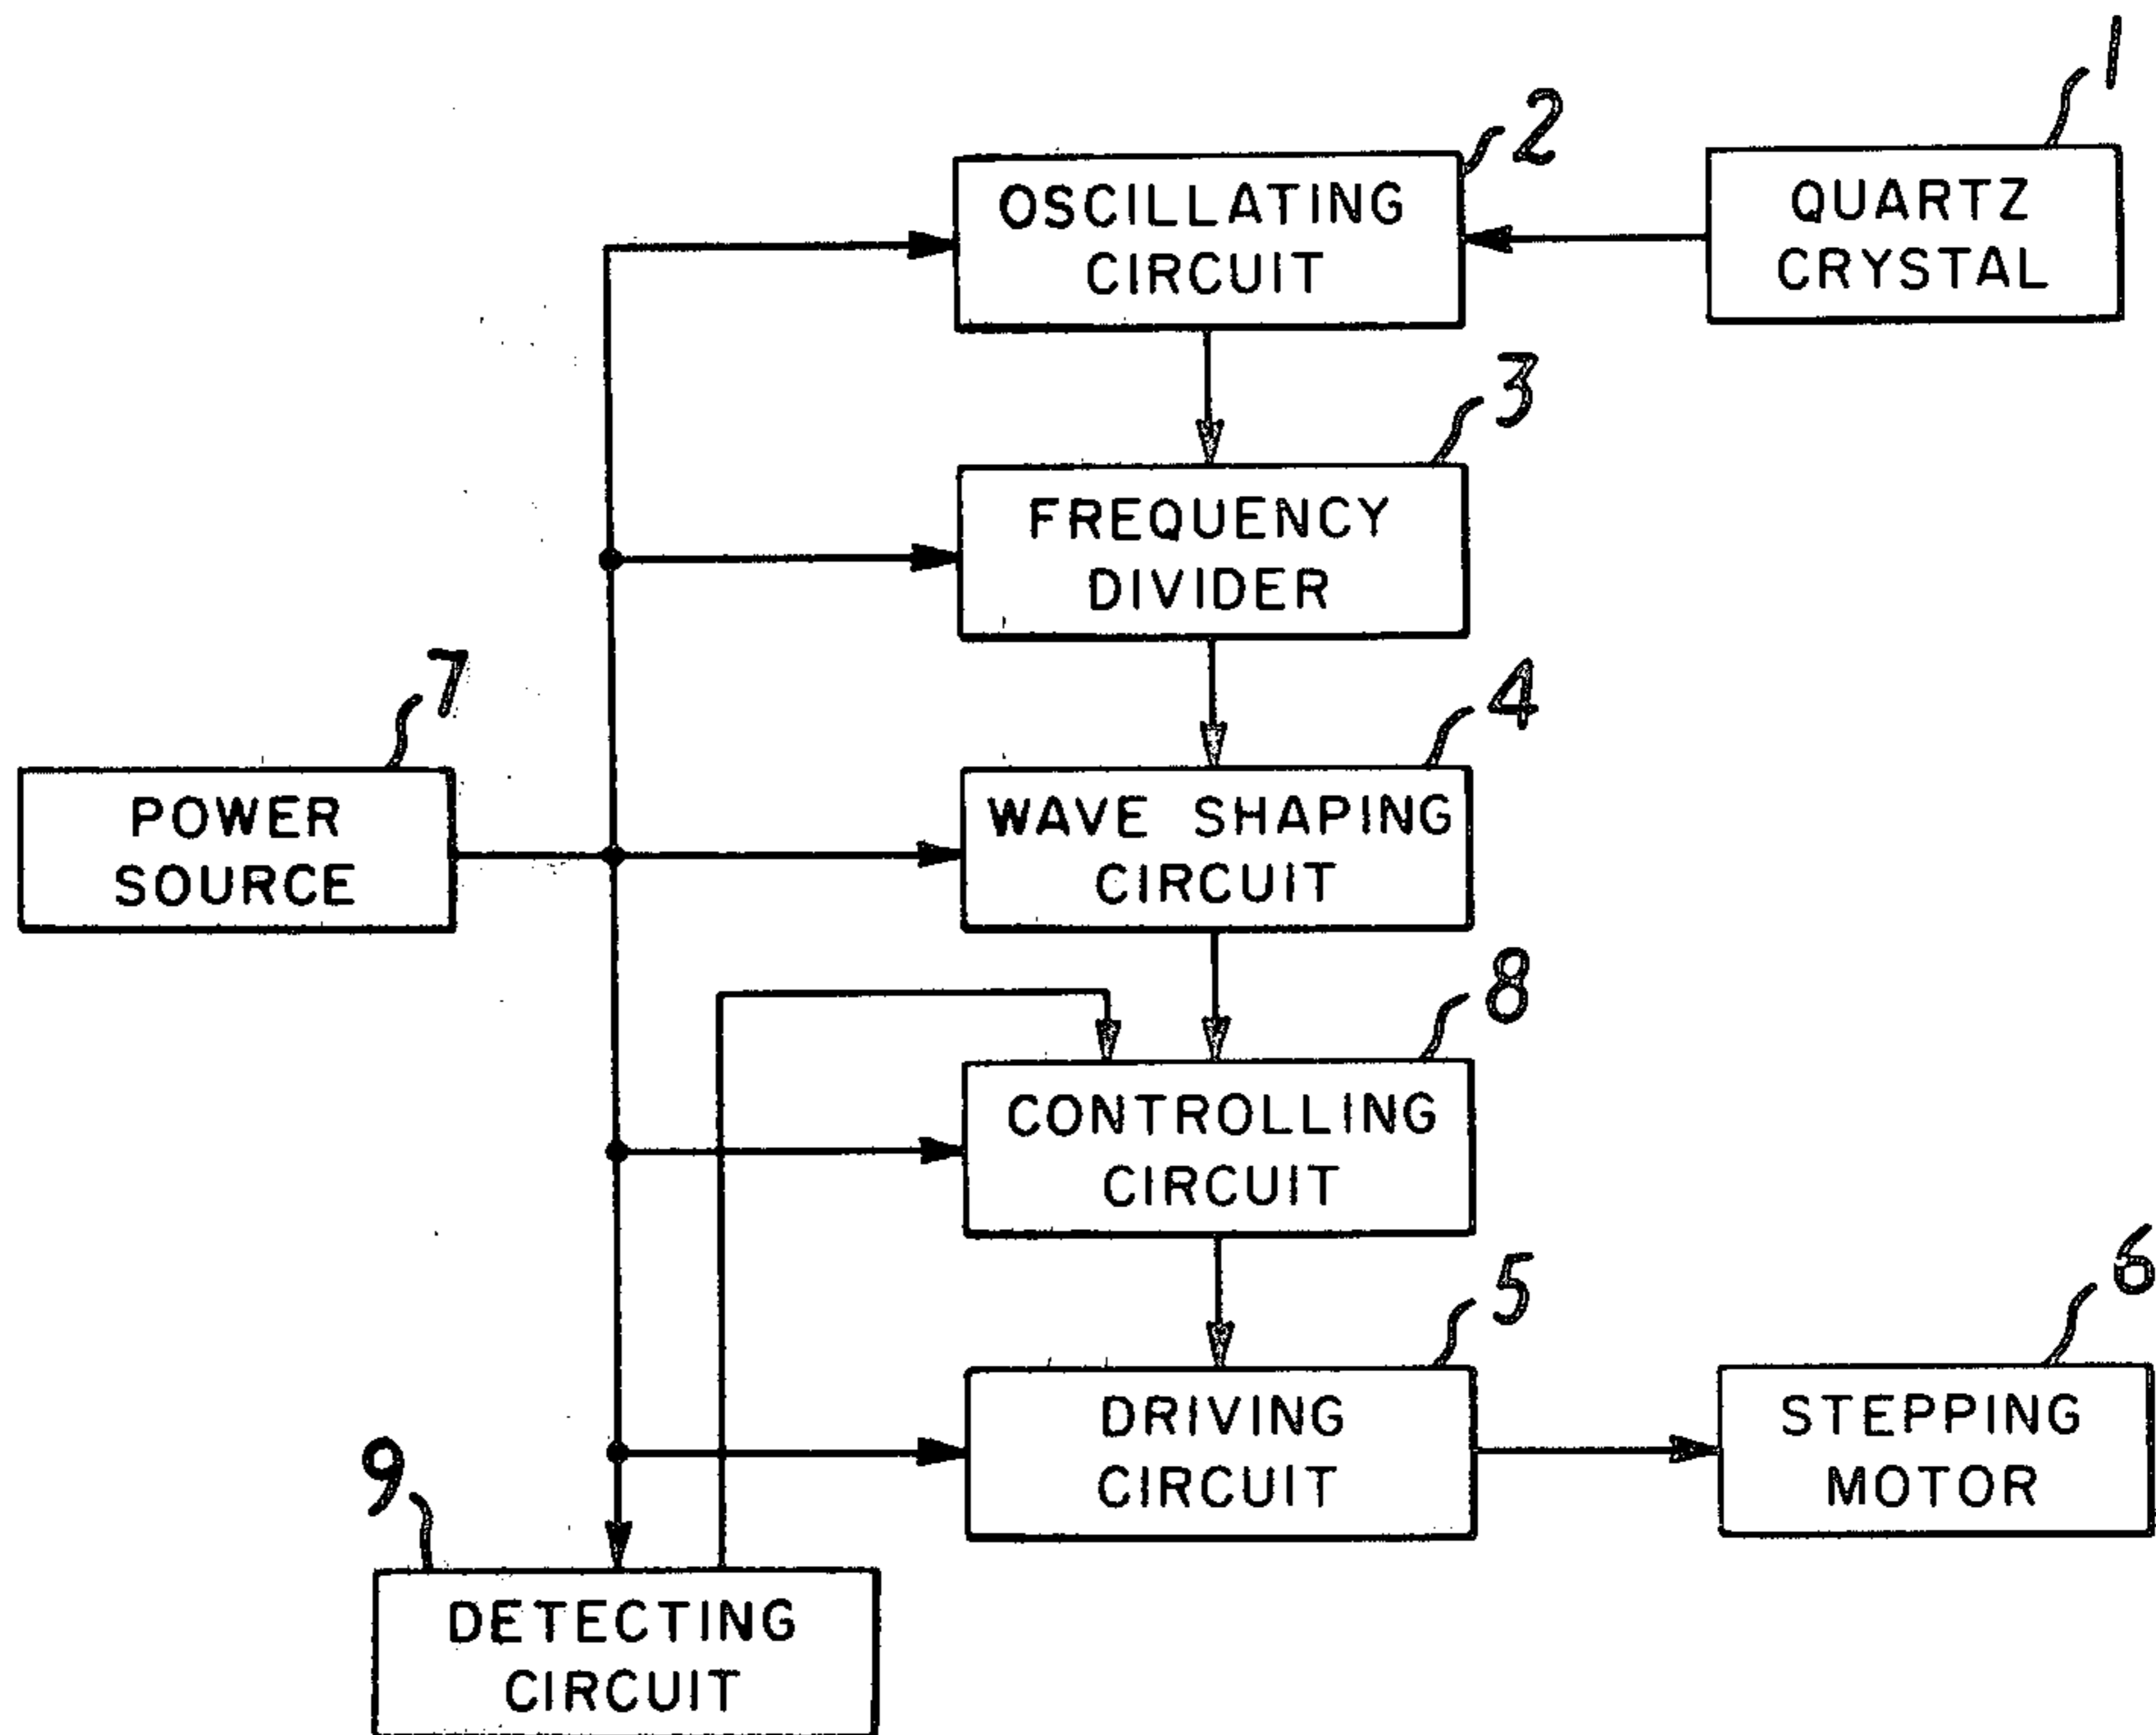 1
2
OSCILLATING
CIRCUIT
QUARTZ
CRYSTAL
3
FREQUENCY
DIVIDER
7
4
POWER
SOURCE
WAVE SHAPING
CIRCUIT
8
CONTROLLING
CIRCUIT
5
6
DRIVING
CIRCUIT
STEPPING
MOTOR
9
DETECTING
CIRCUIT